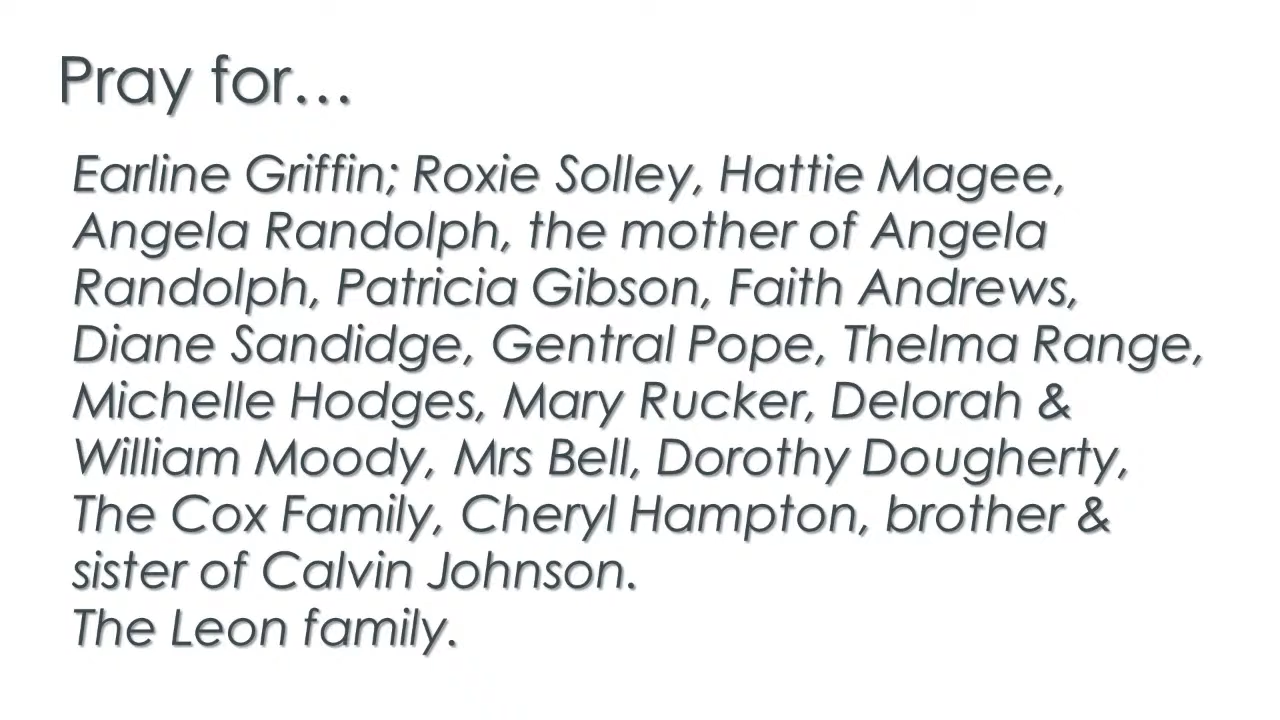 Pray for…
Earline Griffin; Roxie Solley, Hattie Magee,
Angela Randolph, the mother of Angela
Randolph, Patricia Gibson, Faith Andrews,
Diane Sandidge, Gentral Pope, Thelma Range,
Michelle Hodges, Mary Rucker, Delorah &
William Moody, Mrs Bell, Dorothy Dougherty,
The Cox Family, Cheryl Hampton, brother &
sister of Calvin Johnson.
The Leon family.